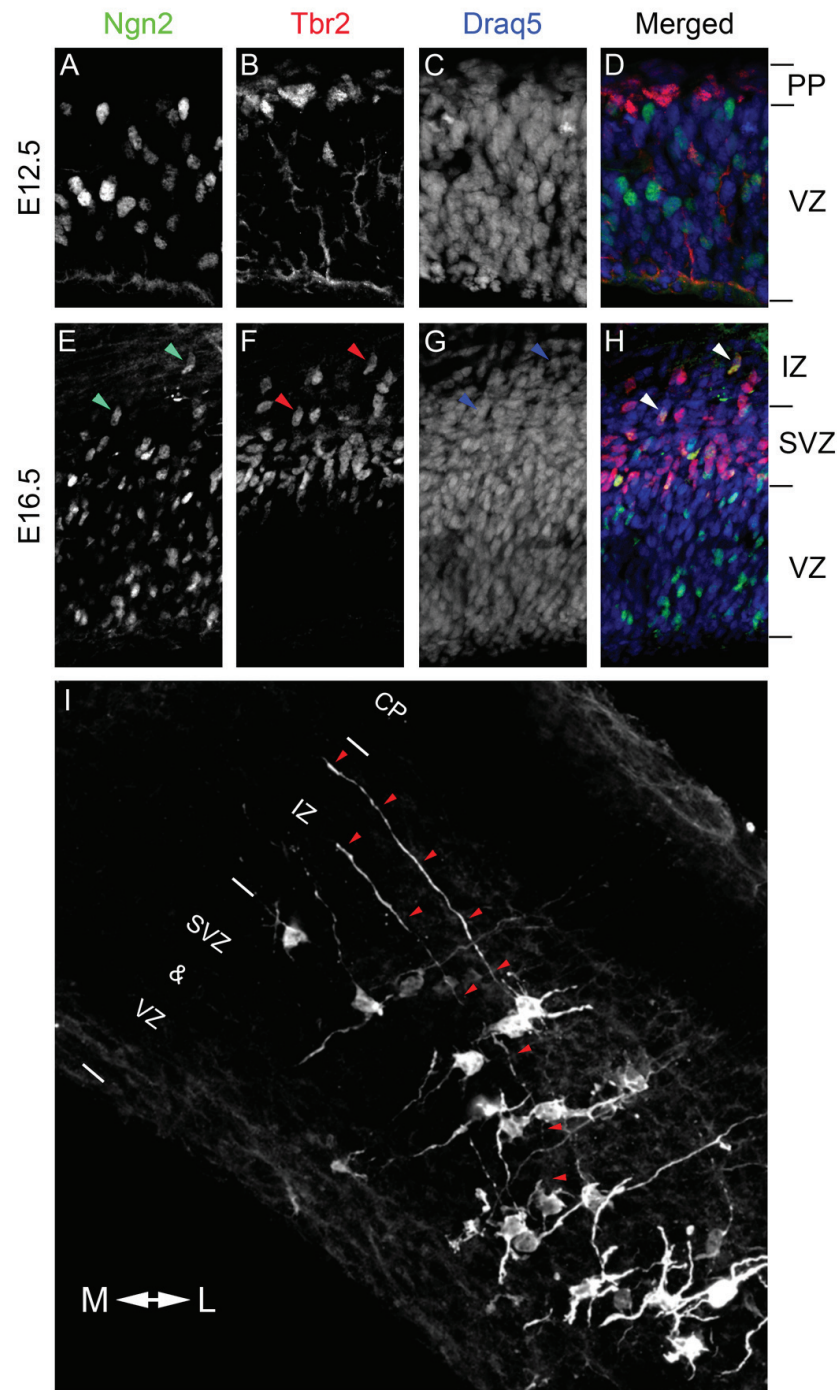 Ngn2 Tbr2 Draq5 Merged
A B C D
E12.5
PP
VZ
E F G H
E16.5
IZ
SVZ
VZ
I
CP
IZ
SVZ
&
VZ
M L